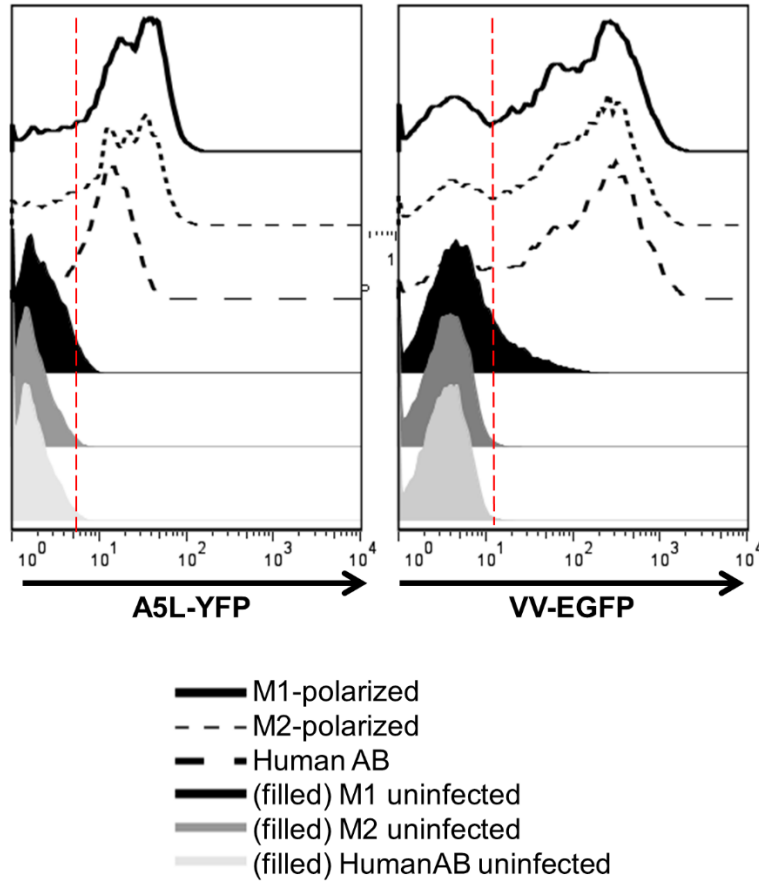 1
10^0 10^1 10^2 10^3 10^4
10^0 10^1 10^2 10^3 10^4
A5L-YFP
VV-EGFP
M1-polarized
M2-polarized
Human AB
(filled) M1 uninfected
(filled) M2 uninfected
(filled) HumanAB uninfected